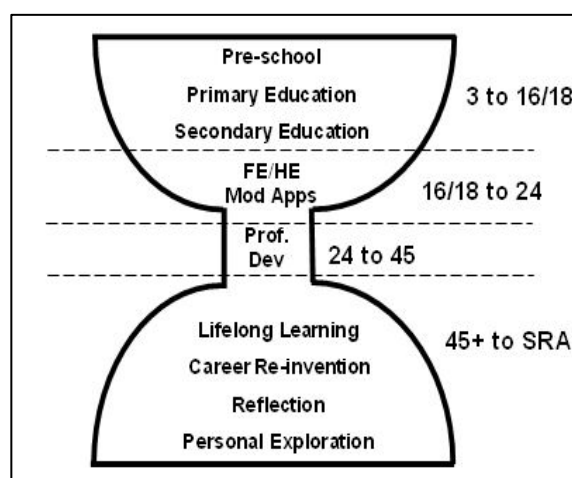 Pre-school
Primary Education
3 to 16/18
Secondary Education
FE/HE
Mod Apps
16/18 to 24
Prof.
Dev
24 to 45
Lifelong Learning
45+ to SRA
Career Re-invention
Reflection
Personal Exploration